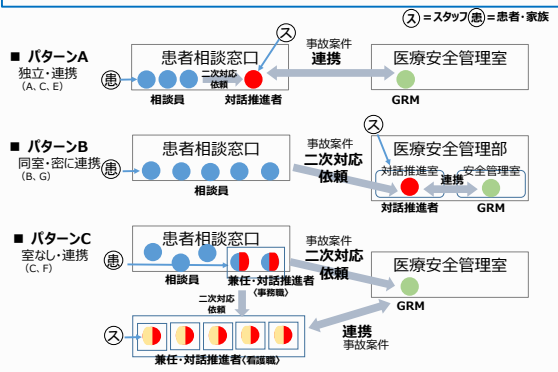 ス=スタッフ 患=患者・家族
■ パターンA
独立・連携
(A, C, E)
患
患者相談窓口
二次対応
依頼
相談員
対話推進者
ス
事故案件
連携
医療安全管理室
GRM
■ パターンB
同室・密に連携
(B, G)
患
患者相談窓口
相談員
事故案件
二次対応
依頼
ス
医療安全管理部
対話推進室
安全管理室
連携
対話推進者
GRM
■ パターンC
室なし・連携
(C, F)
患
患者相談窓口
相談員
兼任・対話推進者
〈事務職〉
事故案件
二次対応
依頼
医療安全管理室
GRM
二次対応
依頼
ス
兼任・対話推進者〈看護職〉
連携
事故案件